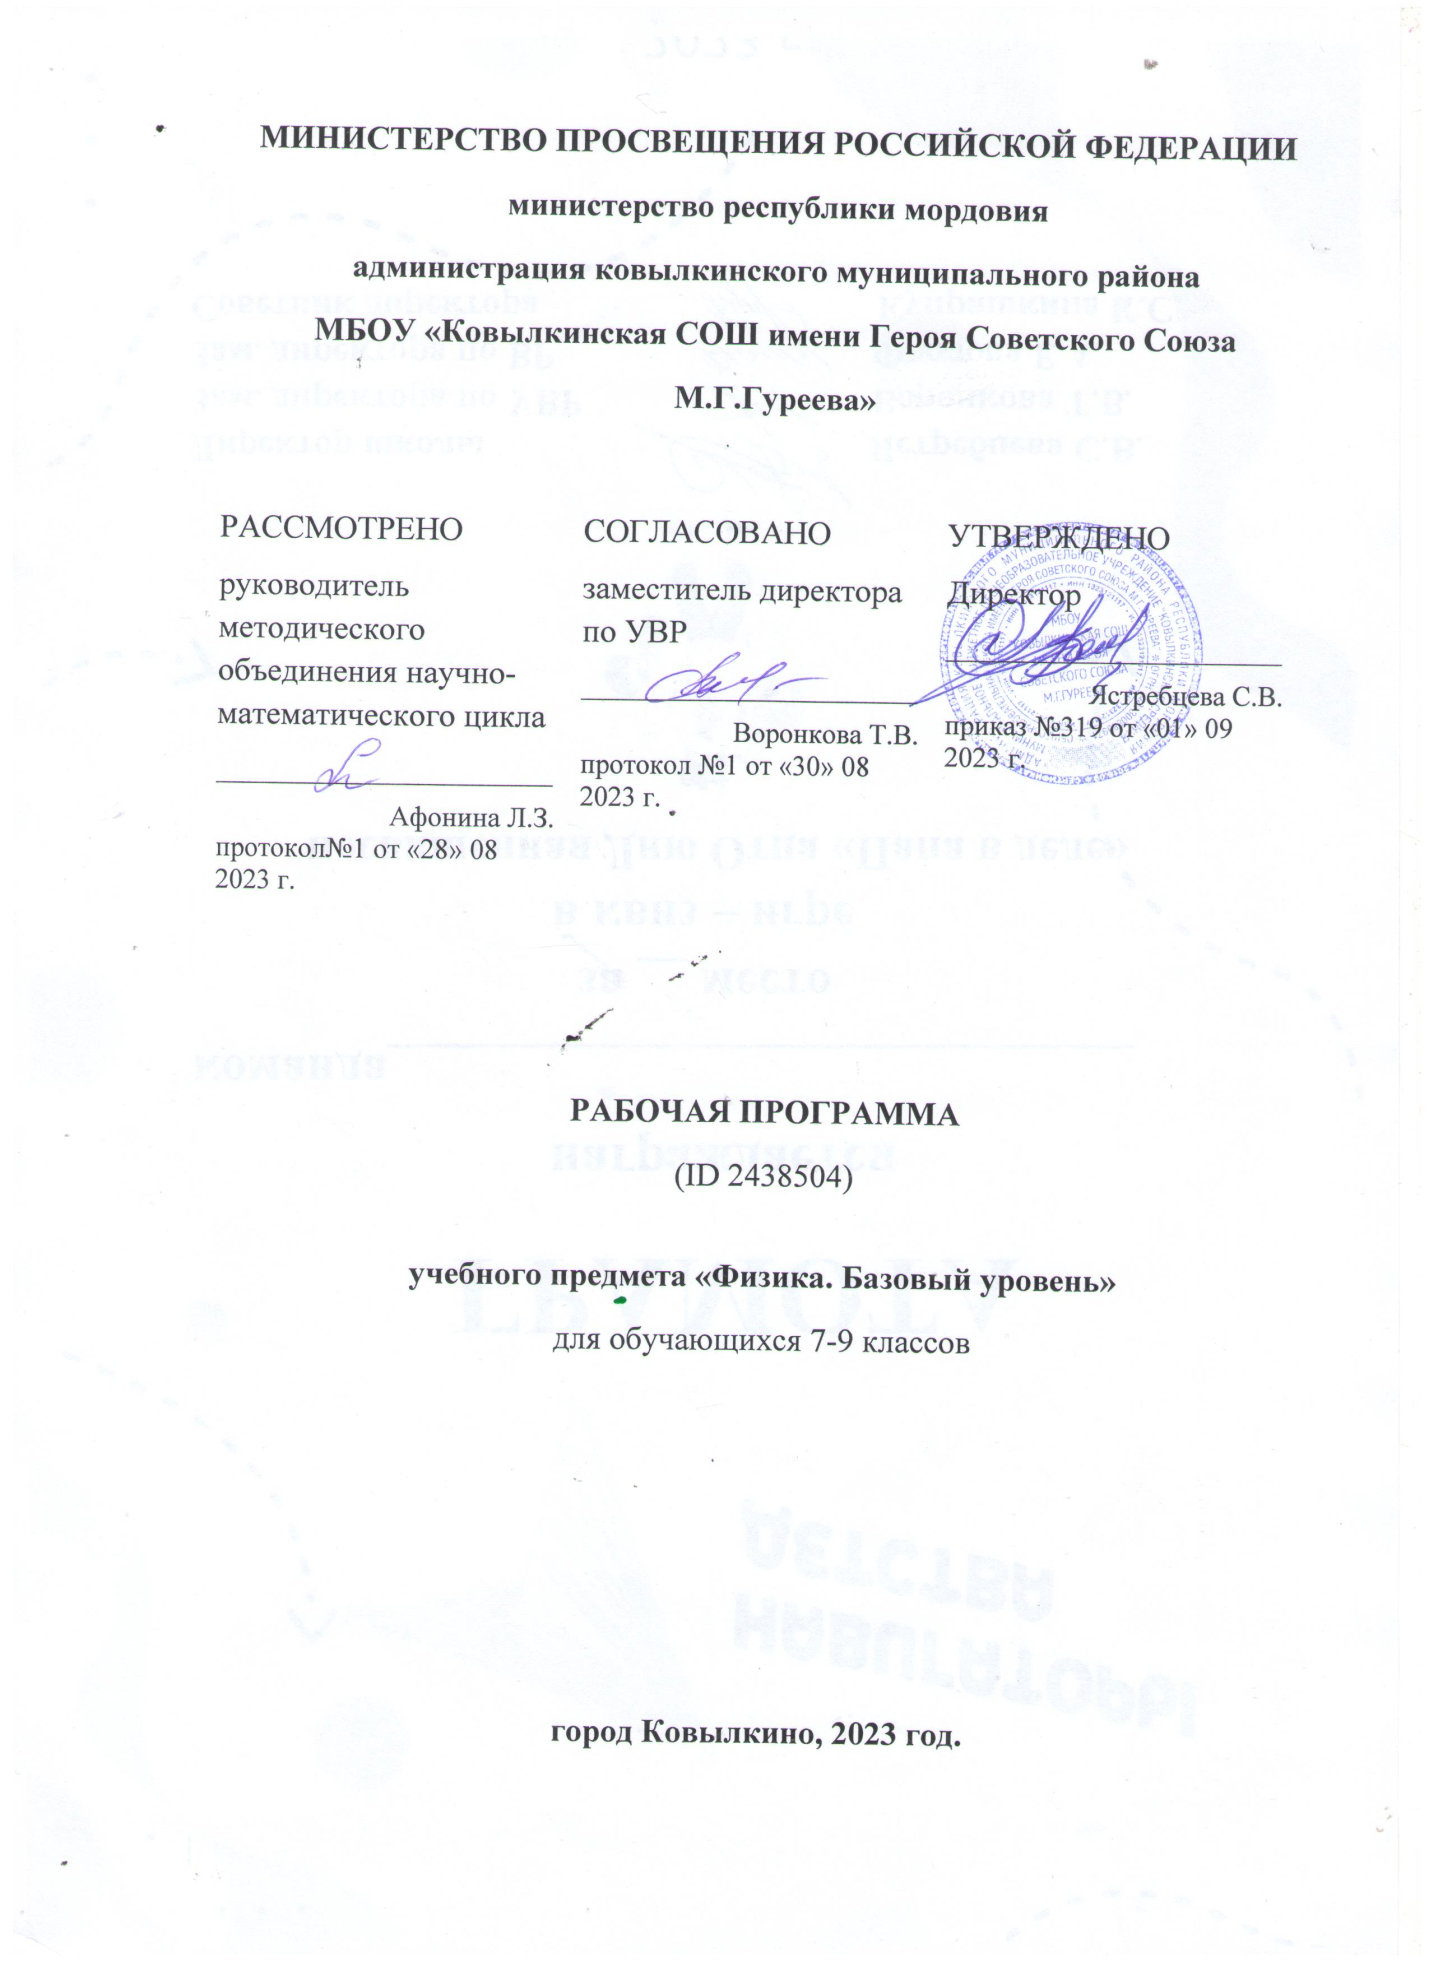 МИНИСТЕРСТВО ПРОСВЕЩЕНИЯ РОССИЙСКОЙ ФЕДЕРАЦИИ
министерство республики мордовия
администрация ковылкинского муниципального района
МБОУ «Ковылкинская СОШ имени Героя Советского Союза
М.Г.Гуреева»
РАССМОТРЕНО
руководитель
методического
объединения научно-
математического цикла
Афонина Л.З.
протокол№1 от «28» 08
2023 г.
СОГЛАСОВАНО
заместитель директора
по УВР
Воронкова Т.В.
протокол №1 от «30» 08
2023 г.
УТВЕРЖДЕНО
Директор
Ястребцева С.В.
приказ №319 от «01» 09
2023 г.
РАБОЧАЯ ПРОГРАММА
(ID 2438504)
учебного предмета «Физика. Базовый уровень»
для обучающихся 7-9 классов
город Ковылкино, 2023 год.